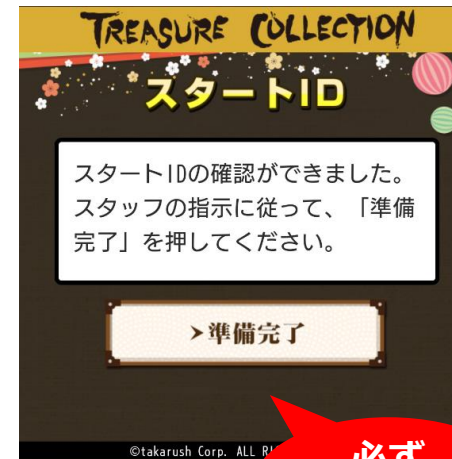 TREASURE COLLECTION
スタートID
スタートIDの確認ができました。
スタッフの指示に従って、「準備
完了」を押してください。
>準備完了
©takarush Corp. ALL
必ず